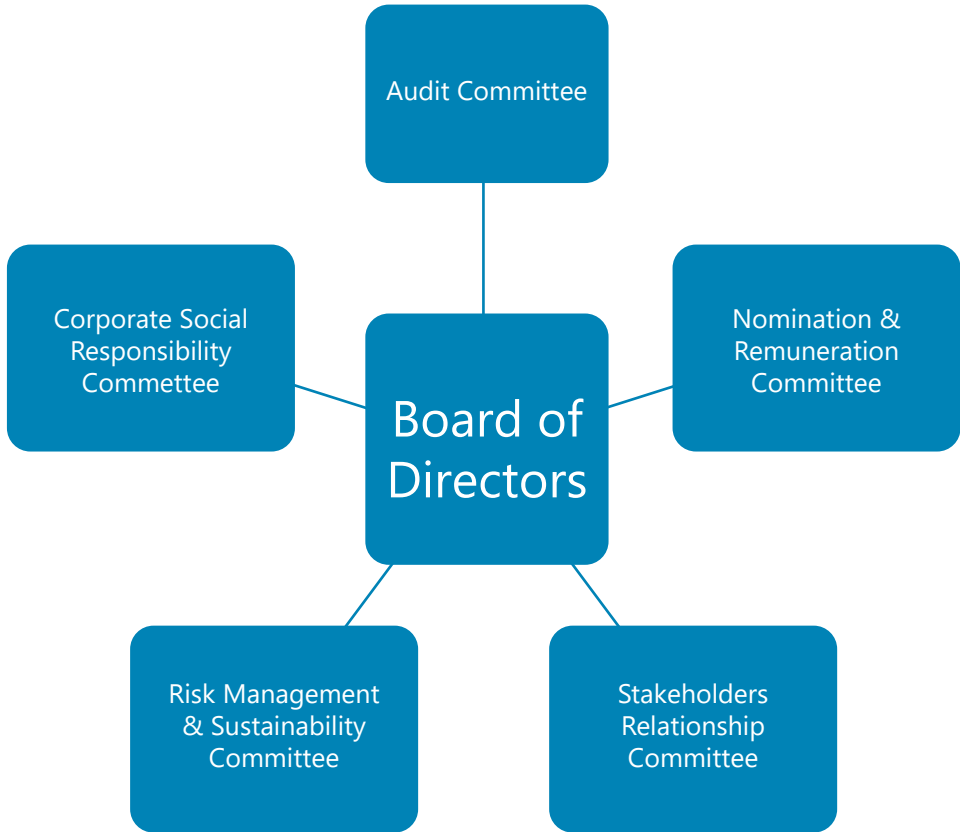 Audit Committee
Corporate Social
Responsibility
Commettee
Nomination &
Remuneration
Committee
Board of
Directors
Risk Management
& Sustainability
Committee
Stakeholders
Relationship
Committee